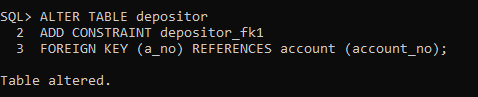 SQL> ALTER TABLE depositor
2 ADD CONSTRAINT depositor_fk1
3 FOREIGN KEY (a_no) REFERENCES account (account_no);
Table altered.